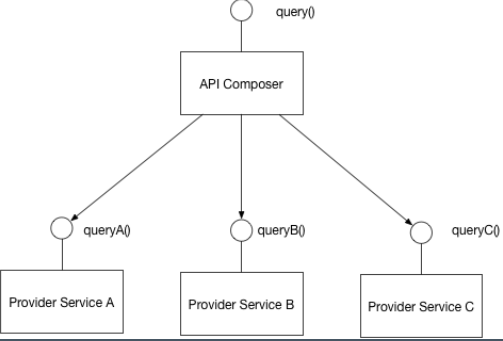 query()
API Composer
queryA()
queryB()
queryC()
Provider Service A
Provider Service B
Provider Service C